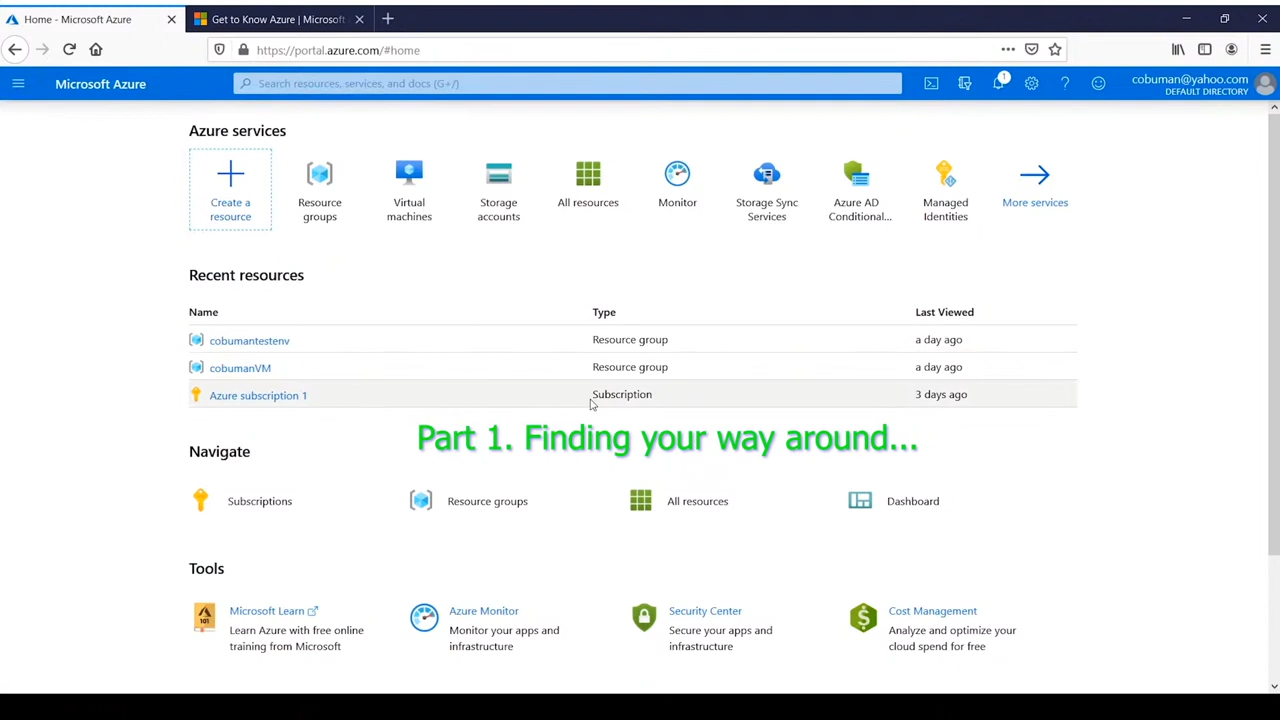 Home - Microsoft Azure
Get to Know Azure | Microsoft
https://portal.azure.com/#home
Microsoft Azure
Search resources, services, and docs (G+/)
1
cobuman@yahoo.com
DEFAULT DIRECTORY
Azure services
Create a resource
Resource groups
Virtual machines
Storage accounts
All resources
Monitor
Storage Sync Services
Azure AD Conditional...
Managed Identities
More services
Recent resources
Name Type Last Viewed
cobumantestenv Resource group a day ago
cobumanVM Resource group a day ago
Azure subscription 1 Subscription 3 days ago
Part 1. Finding your way around...
Navigate
Subscriptions Resource groups All resources Dashboard
Tools
Microsoft Learn
Learn Azure with free online
training from Microsoft
Azure Monitor
Monitor your apps and
infrastructure
Security Center
Secure your apps and
infrastructure
Cost Management
Analyze and optimize your
cloud spend for free